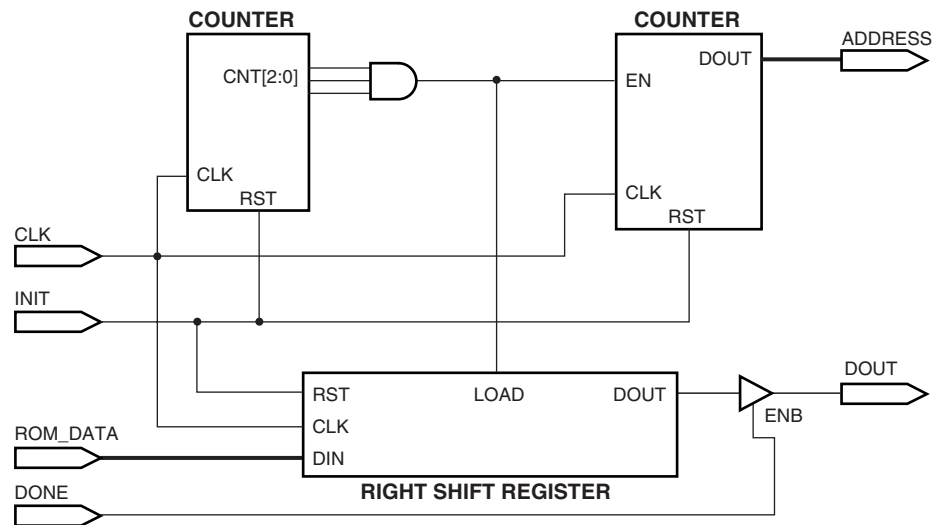 COUNTER
CNT[2:0]
CLK
RST
COUNTER
DOUT
EN
CLK
RST
ADDRESS
CLK
INIT
RST
LOAD
DOUT
CLK
DIN
RIGHT SHIFT REGISTER
ENB
DOUT
ROM_DATA
DONE